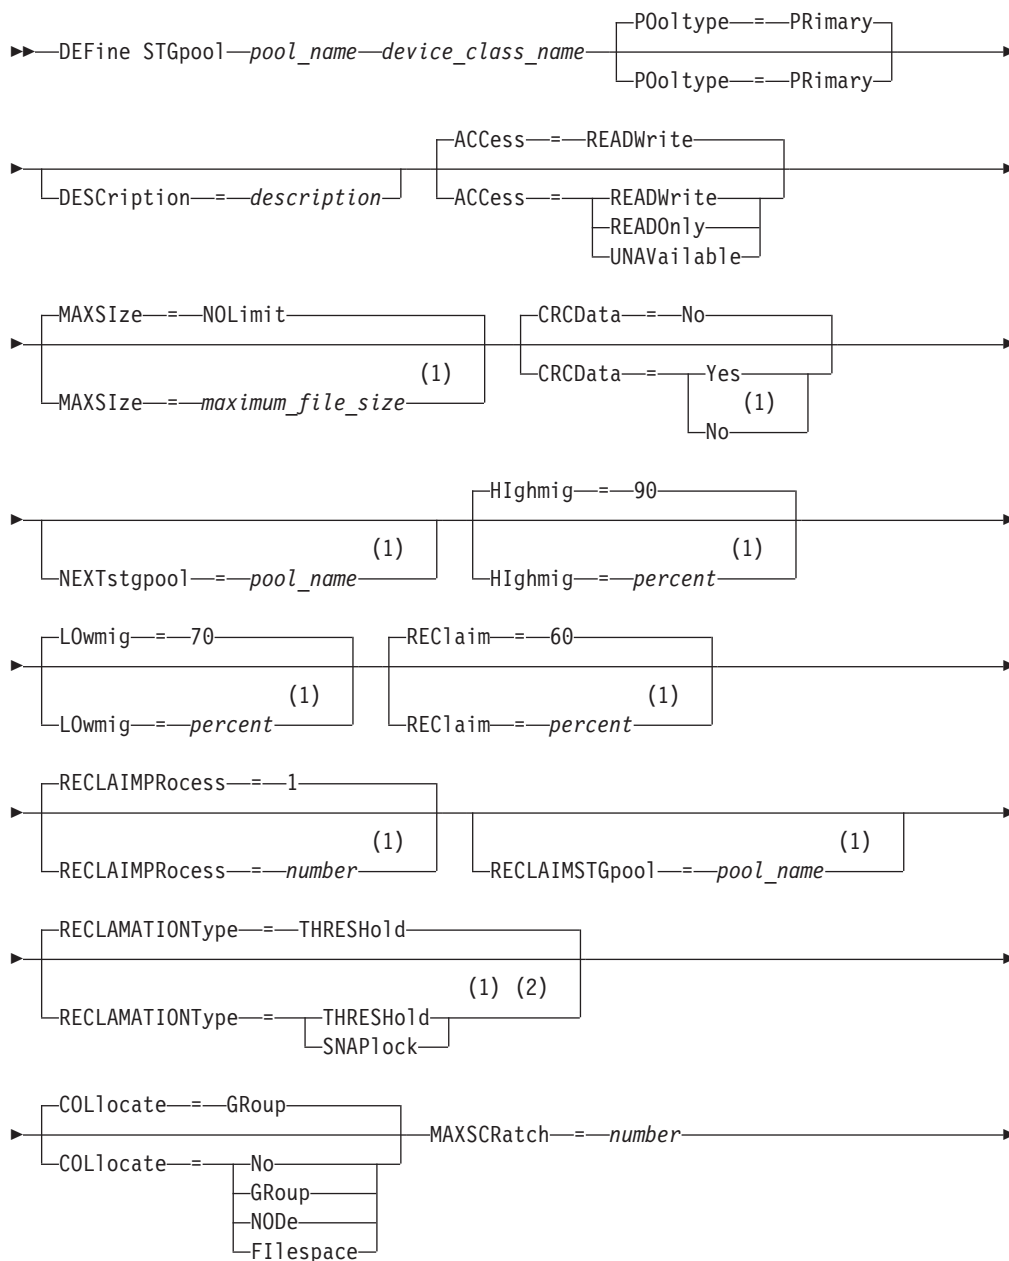 POoltype = PRimary
DEFine STGpool pool_name device_class_name
POoltype = PRimary
ACCess = READWrite
DESCription = description
ACCess = READWrite
READOnly
UNAVailable
MAXSIze = NOLimit
CRCData = No
(1)
MAXSIze = maximum_file_size
CRCData = Yes
(1)
No
HIghmig = 90
(1)
NEXTstgpool = pool_name
(1)
HIghmig = percent
LOwmig = 70
REClaim = 60
(1)
LOwmig = percent
(1)
REClaim = percent
RECLAIMPRocess = 1
(1)
RECLAIMPRocess = number
(1)
RECLAIMSTGpool = pool_name
RECLAMATIONType = THRESHold
(1) (2)
RECLAMATIONType = THRESHold
SNAPlock
COLlocate = GRoup
MAXSCRatch = number
COLlocate = No
GRoup
NODe
FIlespace